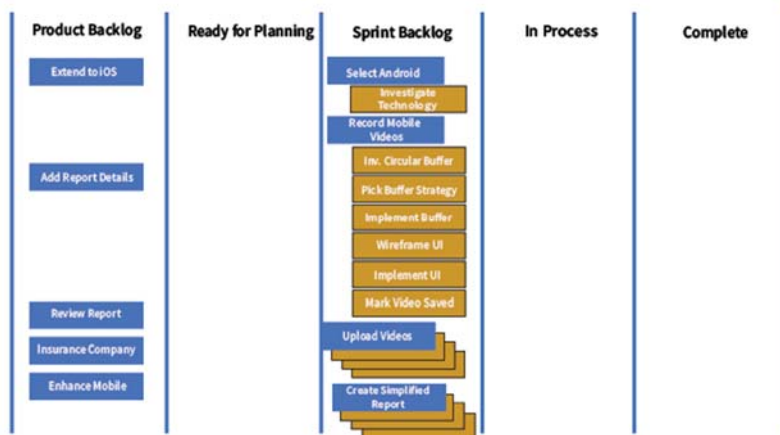 Product Backlog
Ready for Planning
Sprint Backlog
In Process
Complete
Extend to iOS
Add Report Details
Review Report
Insurance Company
Enhance Mobile
Select Android
Investigate
Technology
Record Mobile
Videos
Inv. Circular Buffer
Pick Buffer Strategy
Implement Buffer
Wireframe UI
Implement UI
Mark Video Saved
Upload Videos
Create Simplified
Report